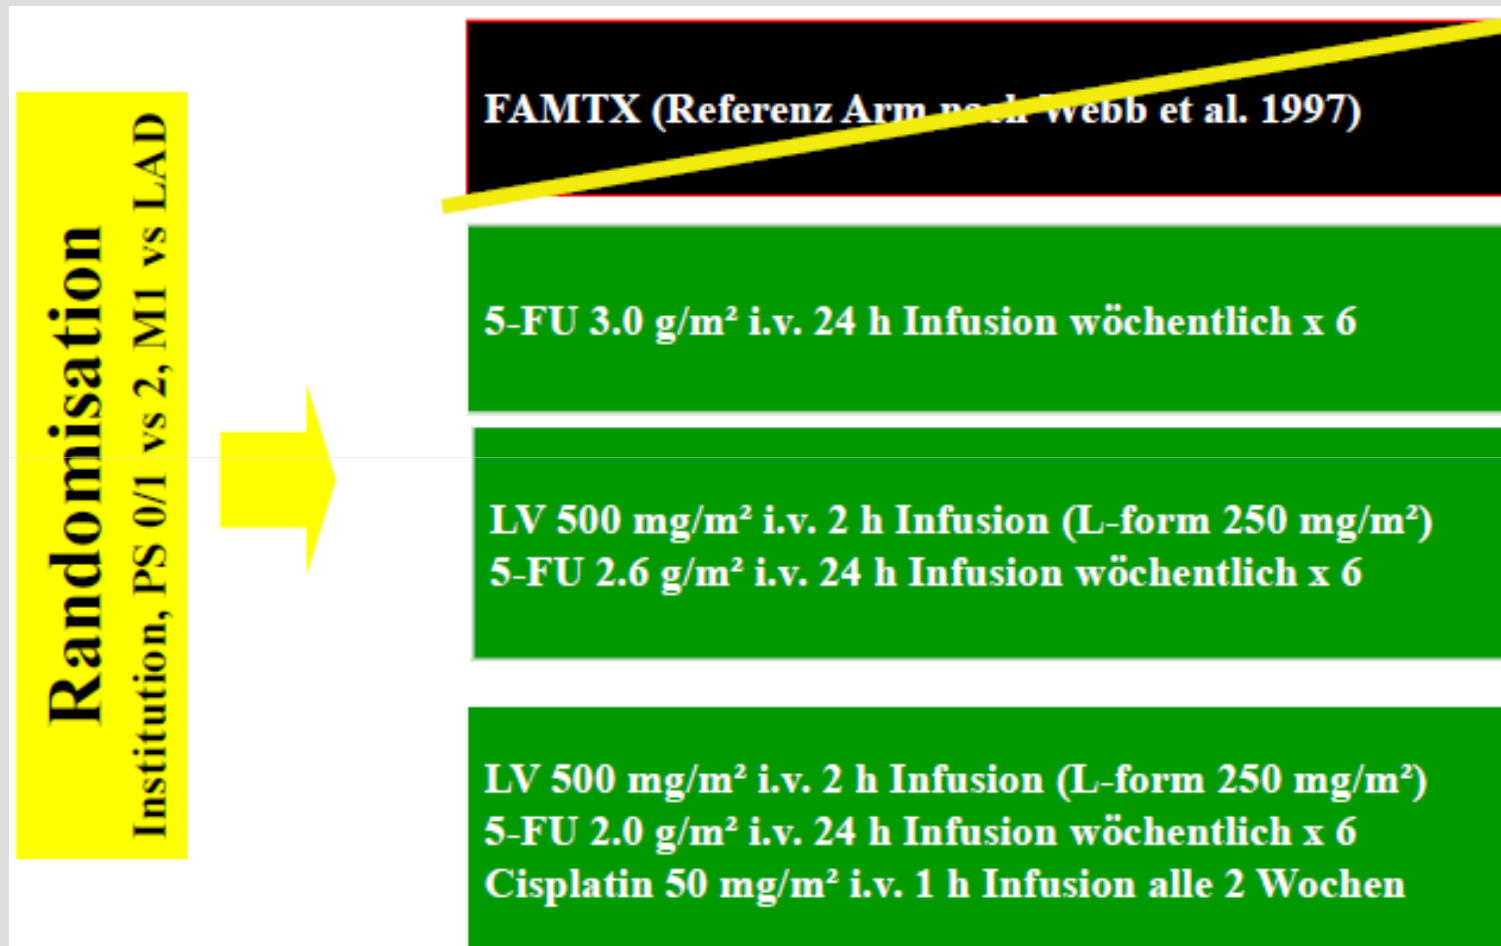 Randomisation
Institution, PS 0/1 vs 2, M1 vs LAD
FAMTX (Referenz Arm nach Webb et al. 1997)
5-FU 3.0 g/m² i.v. 24 h Infusion wöchentlich x 6
LV 500 mg/m² i.v. 2 h Infusion (L-form 250 mg/m²)
5-FU 2.6 g/m² i.v. 24 h Infusion wöchentlich x 6
LV 500 mg/m² i.v. 2 h Infusion (L-form 250 mg/m²)
5-FU 2.0 g/m² i.v. 24 h Infusion wöchentlich x 6
Cisplatin 50 mg/m² i.v. 1 h Infusion alle 2 Wochen